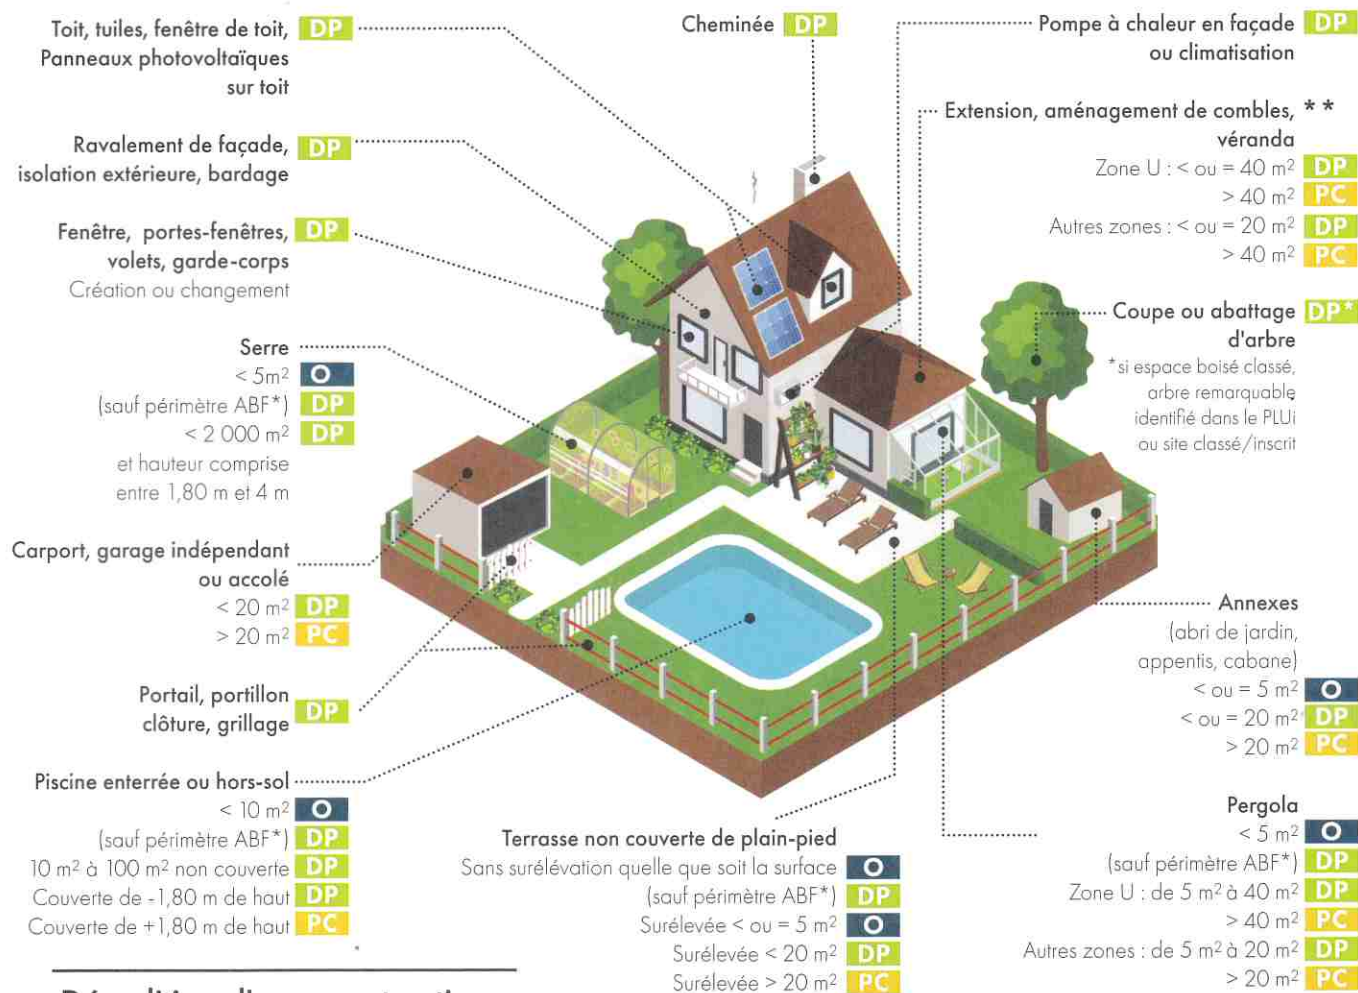 Toit, tuiles, fenêtre de toit, DP
Panneaux photovoltaïques
sur toit
Ravalement de façade, DP
isolation extérieure, bardage
Fenêtre, portes-fenêtres, DP
volets, garde-corps
Création ou changement
Serre
< 5m² O
(sauf périmètre ABF*) DP
< 2 000 m² DP
et hauteur comprise
entre 1,80 m et 4 m
Carport, garage indépendant
ou accolé
< 20 m² DP
> 20 m² PC
Portail, portillon
clôture, grillage DP
Piscine enterrée ou hors-sol
< 10 m² O
(sauf périmètre ABF*) DP
10 m² à 100 m² non couverte DP
Couverte de -1,80 m de haut DP
Couverte de +1,80 m de haut PC
Cheminée DP
Pompe à chaleur en façade DP
ou climatisation
Extension, aménagement de combles, **
véranda
Zone U : < ou = 40 m² DP
> 40 m² PC
Autres zones : < ou = 20 m² DP
> 40 m² PC
Coupe ou abattage DP*
d'arbre
*si espace boisé classé,
arbre remarquable
identifié dans le PLUi
ou site classé/inscrit
Annexes
(abri de jardin,
appentis, cabane)
< ou = 5 m² O
< ou = 20 m² DP
> 20 m² PC
Terrasse non couverte de plain-pied
Sans surélévation quelle que soit la surface O
(sauf périmètre ABF*) DP
Surélevée < ou = 5 m² O
Surélevée < 20 m² DP
Surélevée > 20 m² PC
Pergola
< 5 m² O
(sauf périmètre ABF*) DP
Zone U : de 5 m² à 40 m² DP
> 40 m² PC
Autres zones : de 5 m² à 20 m² DP
> 20 m² PC